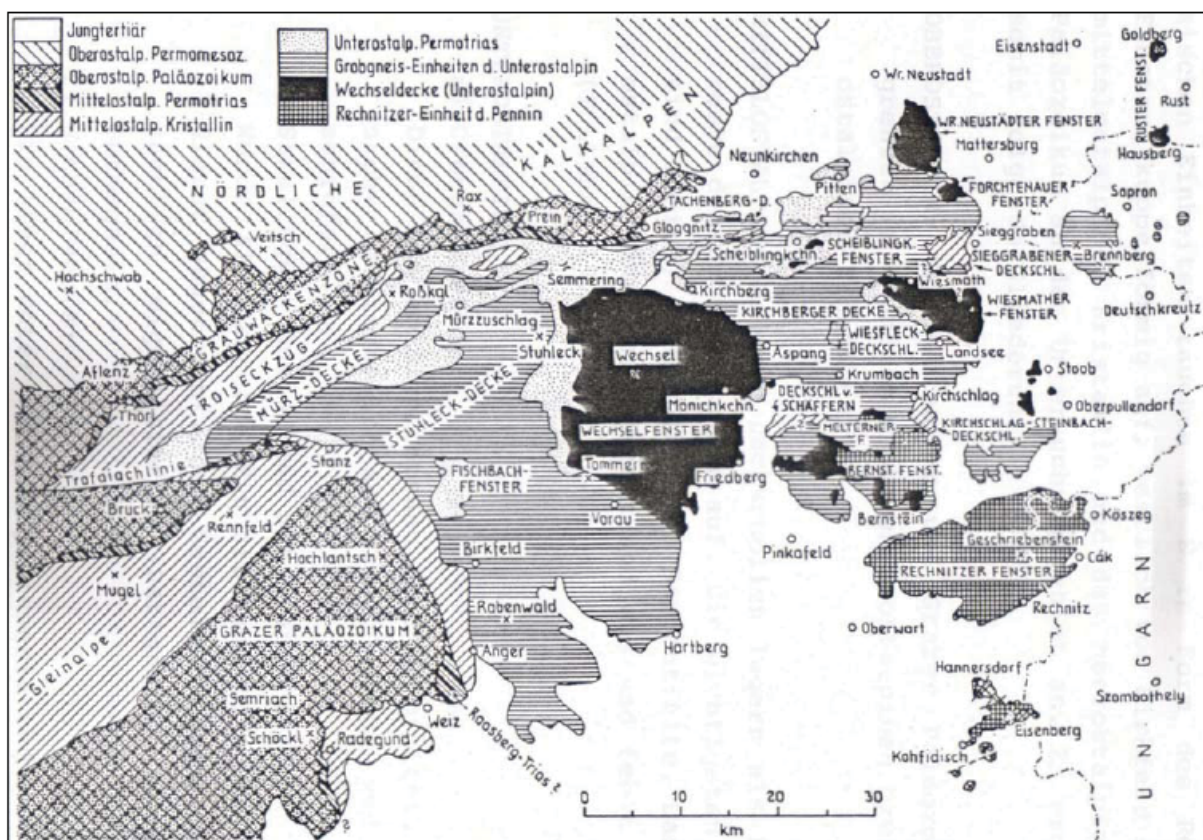 Jungtertiär
Oberostalp. Permomesoz.
Oberostalp. Paläozoikum
Mittelostalp. Permotrias
Mittelostalp. Kristallin
Unterostalp. Permotrias
Grobgneis-Einheiten d. Unterostalpin
Wechseldecke (Unterostalpin)
Rechnitzer-Einheit d. Pennin
Goldberg
Eisenstadt
Wr. Neustadt
RUSTER FENST.
Rust
WR. NEUSTÄDTER FENSTER
KALKALPEN
Mattersburg
Hausberg
Neunkirchen
NÖRDLICHE
Pitten
FORCHTENAUER
FENSTER
Sopron
Rax
TACHENBERG-D.
Prein
Gloggnitz
Veitsch
Scheiblingkchn.
SCHEIBLINGK.
FENSTER
Sieggraben
SIEGGRABENER
DECKSCHL.
Brennberg
Hochschwab
Semmering
Roßkgl.
Kirchberg
Wiesmath
GRAUWACKENZONE
KIRCHBERGER DECKE
WIESMATHER
FENSTER
Deutschkreutz
Mürzzuschlag
Stuhleck
Wechsel
Aspang
WIESFLECK-
DECKSCHL.
Landsee
Aflenz
TROISECKZUG
MÜRZ-DECKE
Krumbach
Stoob
Thörl
STUHLECK-DECKE
Mönichkchn.
DECKSCHL. v.
SCHÄFFERN
Kirchschlag
Oberpullendorf
WECHSELFENSTER
MELTERNER
F.
KIRCHSCHLAG-STEINBACH-
DECKSCHL.
Trofaiachlinie
Stanz
FISCHBACH-
FENSTER
Tommer
Friedberg
BERNST. FENST.
Bruck
Rennfeld
Vorau
Bernstein
Köszeg
Hochlantsch
Birkfeld
Pinkafeld
Geschriebenstein
Cák
Mugel
RECHNITZER FENSTER
Rechnitz
Gleinalpe
GRAZER PALÄOZOIKUM
Rabenwald
Oberwart
UNGARN
Anger
Hartberg
Hannersdorf
Szombathely
Semriach
Schöckl
Weiz
Radegund
Raasberg-Trias ?
Eisenberg
Kohfidisch
0 10 20 30
km